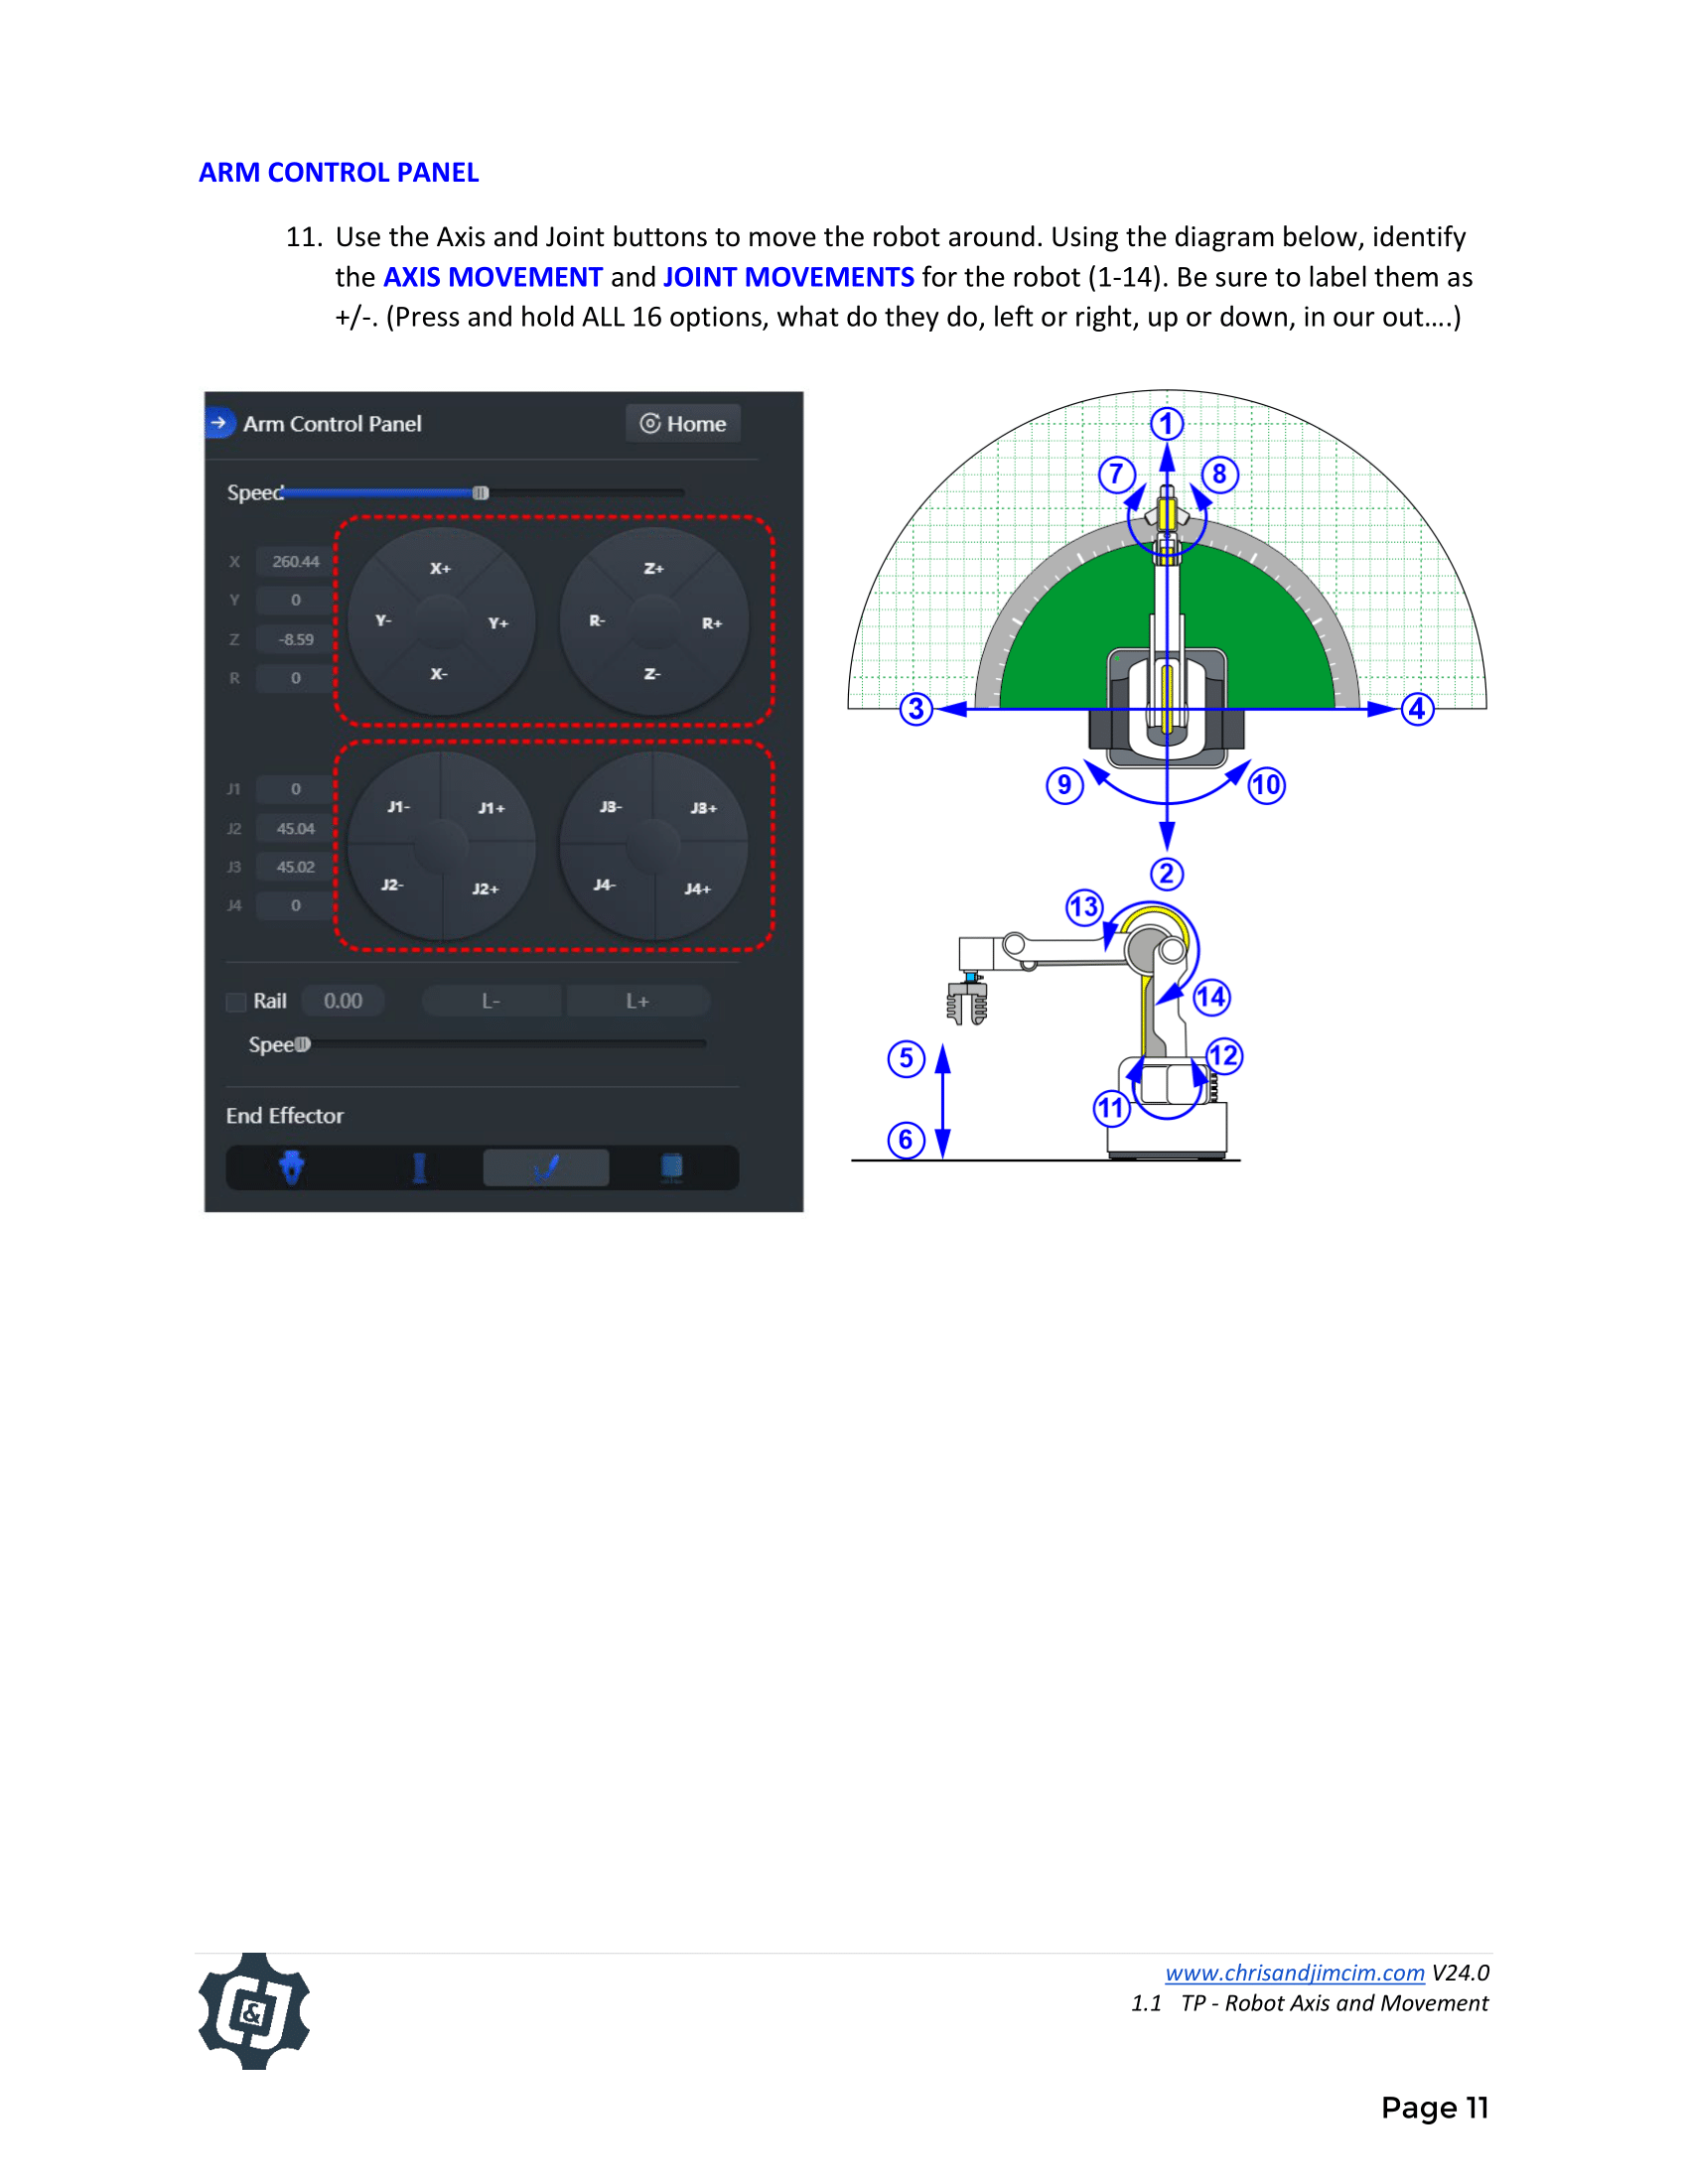 ARM CONTROL PANEL
11. Use the Axis and Joint buttons to move the robot around. Using the diagram below, identify
the AXIS MOVEMENT and JOINT MOVEMENTS for the robot (1-14). Be sure to label them as
+/-. (Press and hold ALL 16 options, what do they do, left or right, up or down, in our out....)
Arm Control Panel
Home
Speed
X 260.44
Y 0
Z -8.59
R 0
X+
Y-
Y+
X-
Z+
R-
R+
Z-
J1 0
J2 45.04
J3 45.02
J4 0
J1- J1+
J2- J2+
J3- J3+
J4- J4+
Rail 0.00 L- L+
Spee
End Effector
1
7 8
3 4
9 10
2
13
14
5 12
11
6
&
www.chrisandjimcim.com V24.0
1.1 TP - Robot Axis and Movement
Page 11